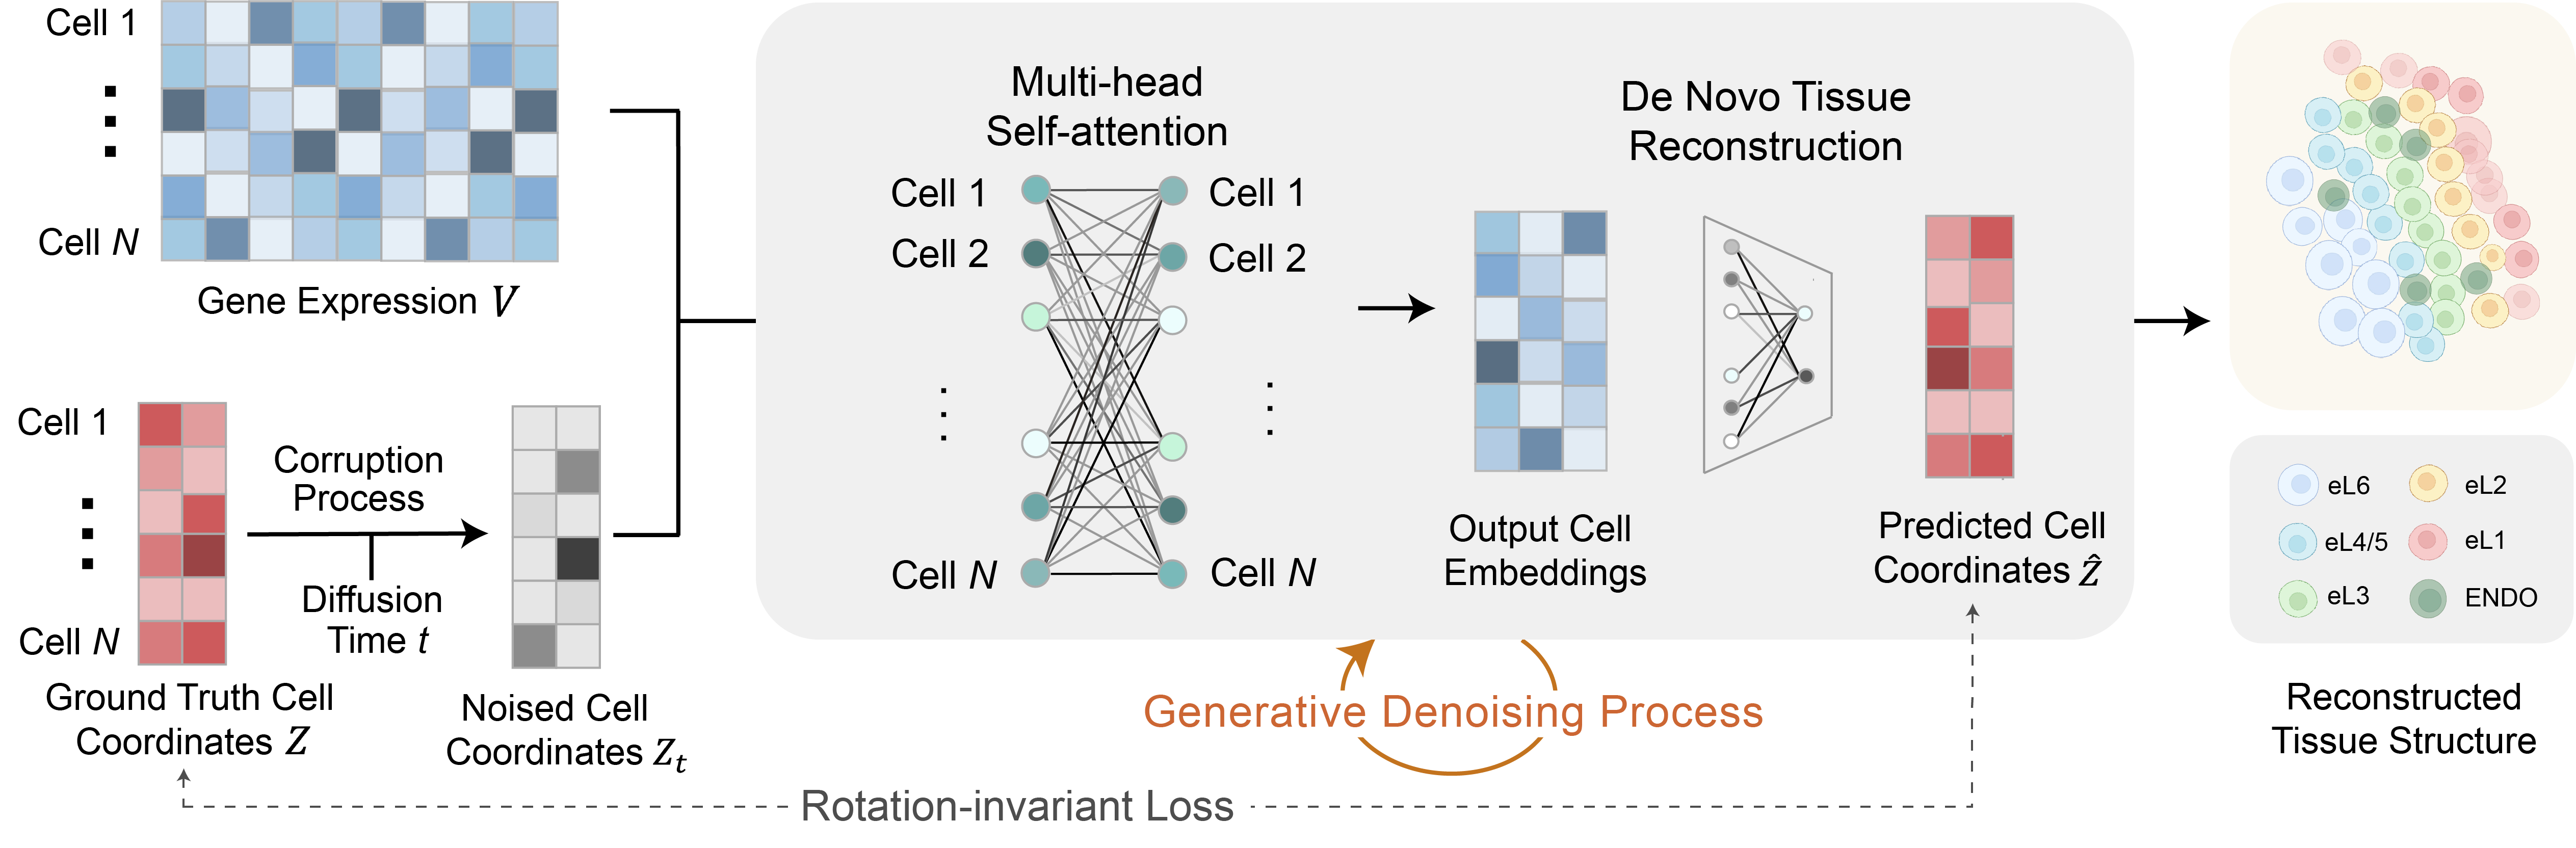 Cell 1
Cell N
Gene Expression V
Cell 1
Cell N
Ground Truth Cell
Coordinates Z
Corruption
Process
Diffusion
Time t
Noised Cell
Coordinates Zₜ
Multi-head
Self-attention
Cell 1
Cell 2
Cell N
Cell 1
Cell 2
Cell N
Output Cell
Embeddings
De Novo Tissue
Reconstruction
Predicted Cell
Coordinates Ẑ
Generative Denoising Process
Rotation-invariant Loss
eL6
eL2
eL4/5
eL1
eL3
ENDO
Reconstructed
Tissue Structure